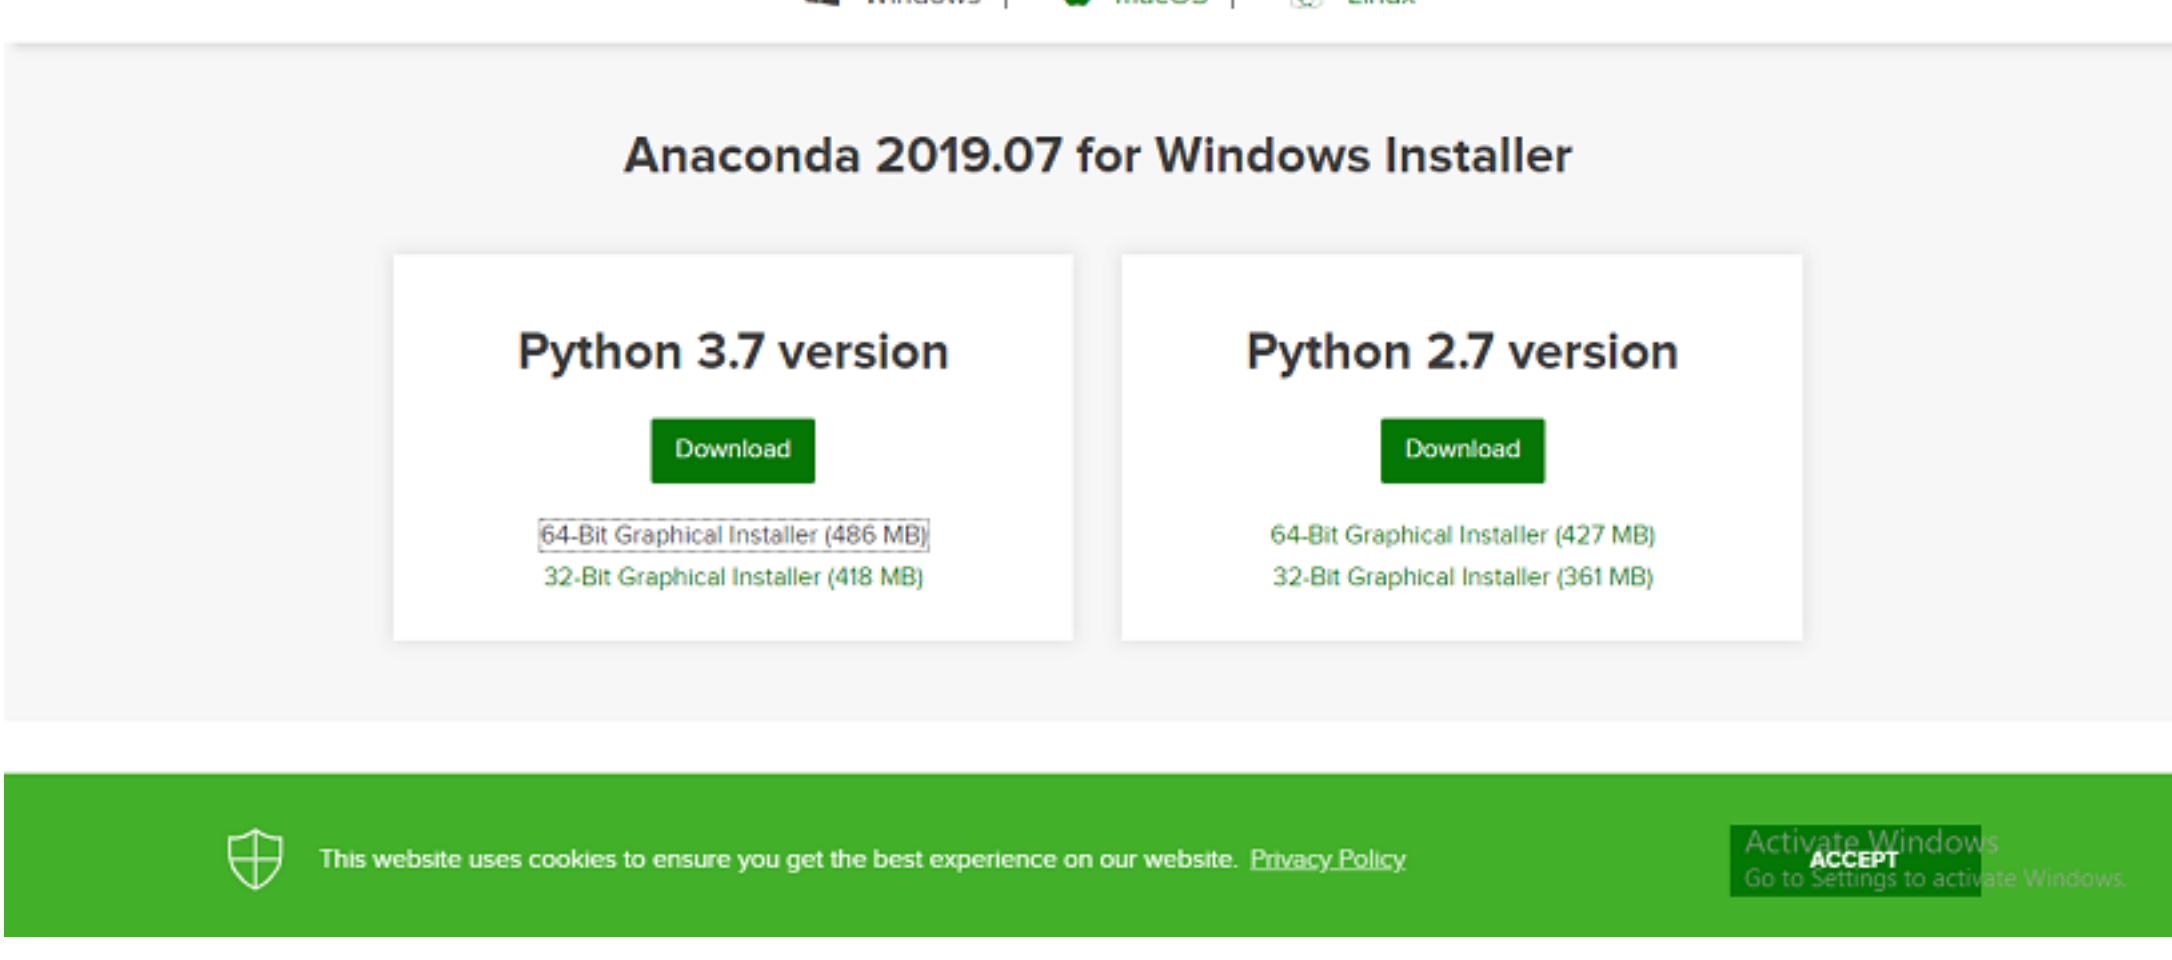 Windows | macOS | Linux
Anaconda 2019.07 for Windows Installer
Python 3.7 version
Download
64-Bit Graphical Installer (486 MB)
32-Bit Graphical Installer (418 MB)
Python 2.7 version
Download
64-Bit Graphical Installer (427 MB)
32-Bit Graphical Installer (361 MB)
This website uses cookies to ensure you get the best experience on our website. Privacy Policy
ACCEPT
Activate Windows
Go to Settings to activate Windows.